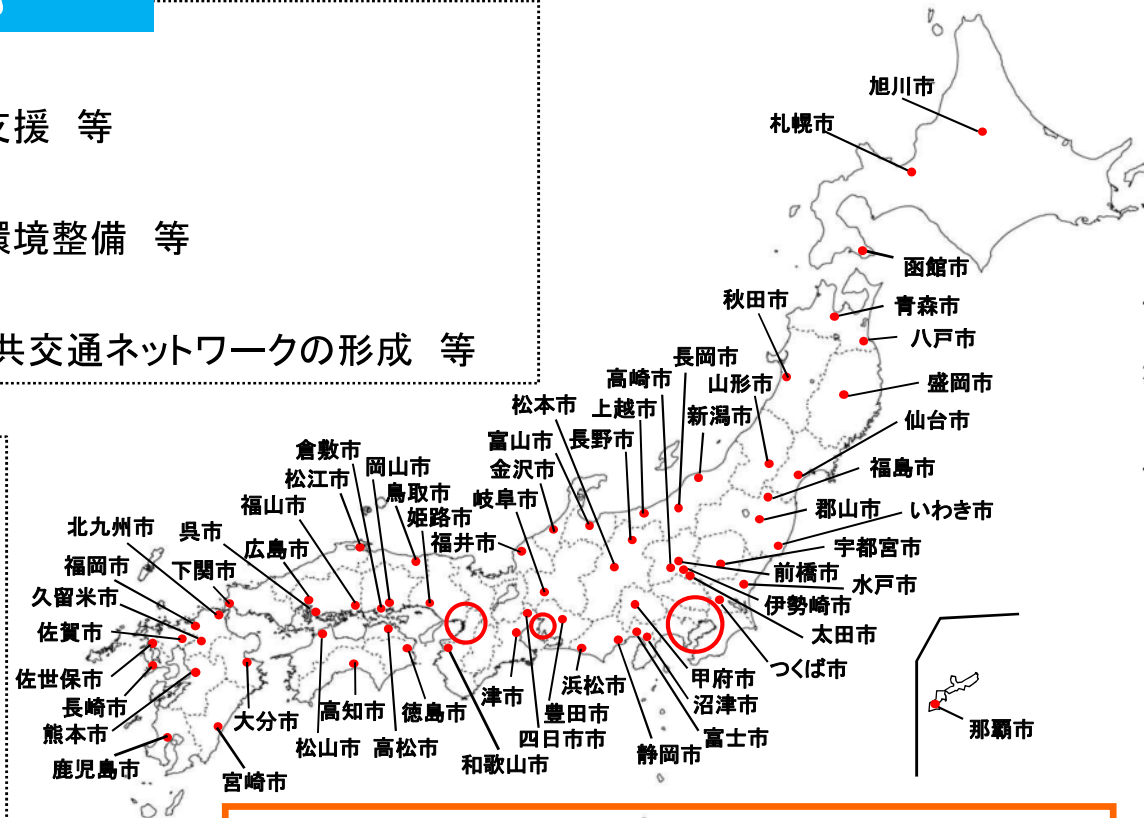 支援 等
環境整備 等
共交通ネットワークの形成 等
旭川市
札幌市
函館市
秋田市
青森市
八戸市
長岡市
高崎市
山形市
盛岡市
松本市
上越市
新潟市
仙台市
富山市
長野市
倉敷市
岡山市
金沢市
福島市
松江市
鳥取市
岐阜市
福山市
姫路市
郡山市
いわき市
北九州市
呉市
広島市
福井市
宇都宮市
福岡市
下関市
前橋市
水戸市
久留米市
伊勢崎市
佐賀市
太田市
つくば市
佐世保市
甲府市
浜松市
津市
長崎市
沼津市
高知市
徳島市
豊田市
大分市
熊本市
四日市市
富士市
那覇市
松山市
高松市
静岡市
和歌山市
鹿児島市
宮崎市